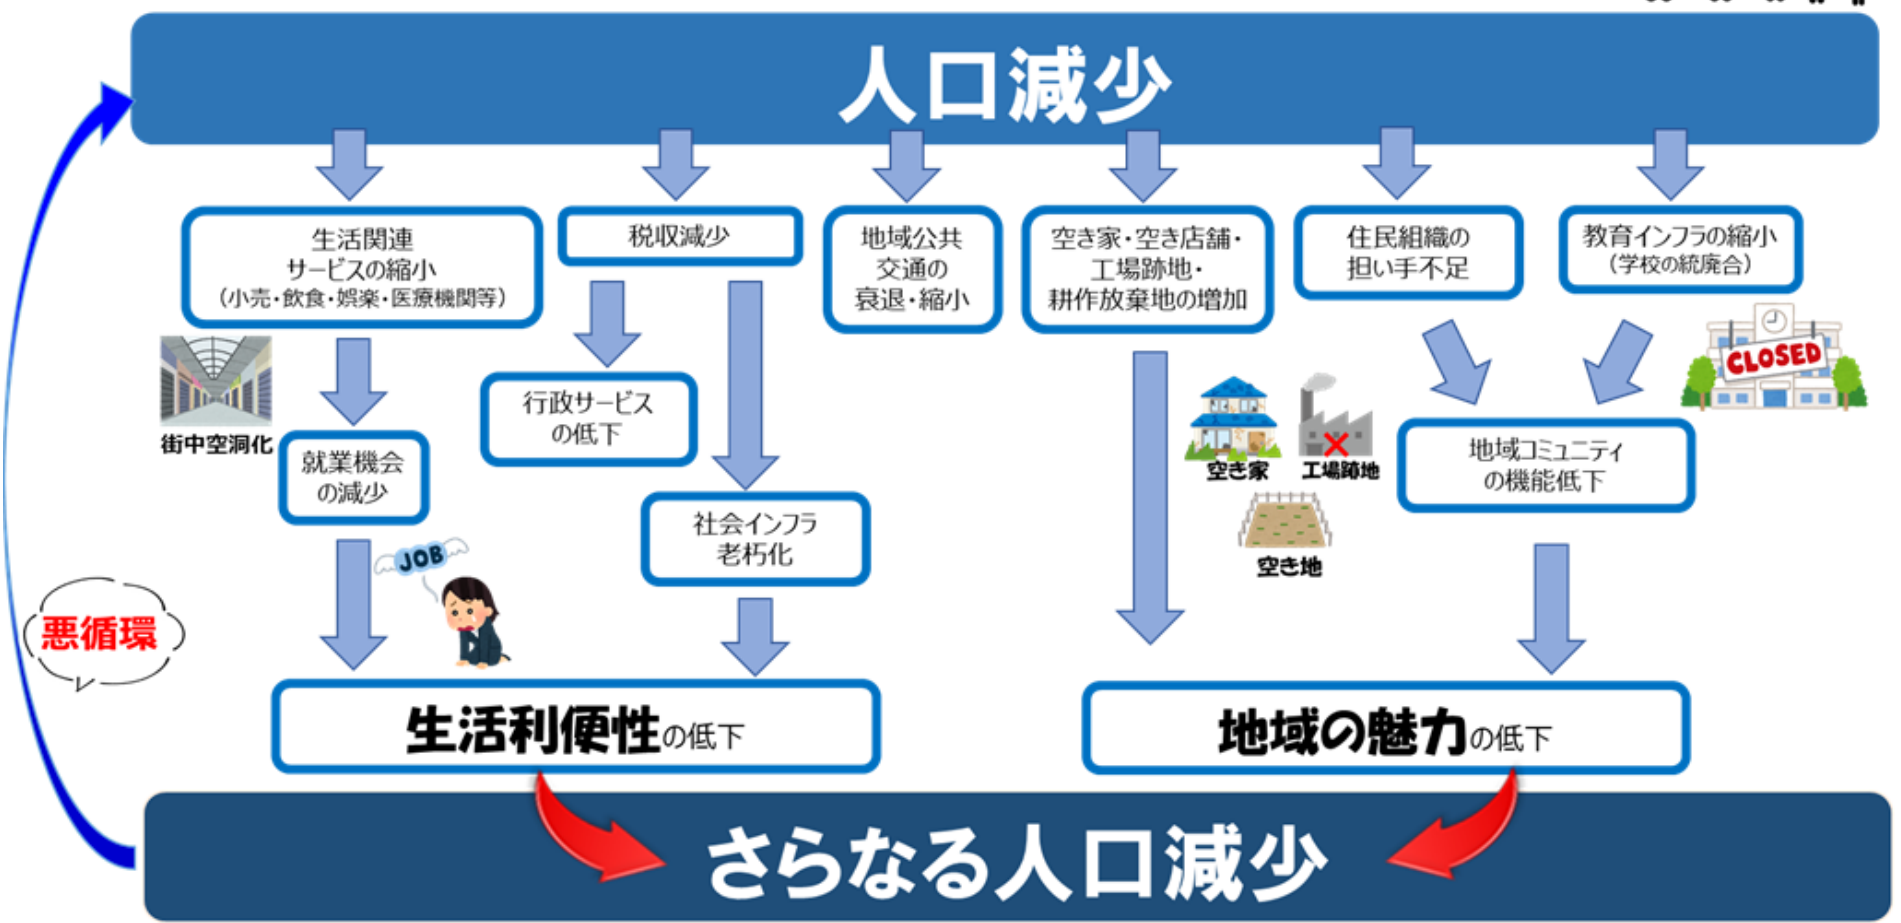 人口減少
生活関連
サービスの縮小
（小売・飲食・娯楽・医療機関等）
税収減少
地域公共
交通の
衰退・縮小
空き家・空き店舗・
工場跡地・
耕作放棄地の増加
住民組織の
担い手不足
教育インフラの縮小
（学校の統廃合）
CLOSED
街中空洞化
就業機会
の減少
行政サービス
の低下
空き家
工場跡地
空き地
地域コミュニティ
の機能低下
社会インフラ
老朽化
JOB
悪循環
生活利便性の低下
地域の魅力の低下
さらなる人口減少